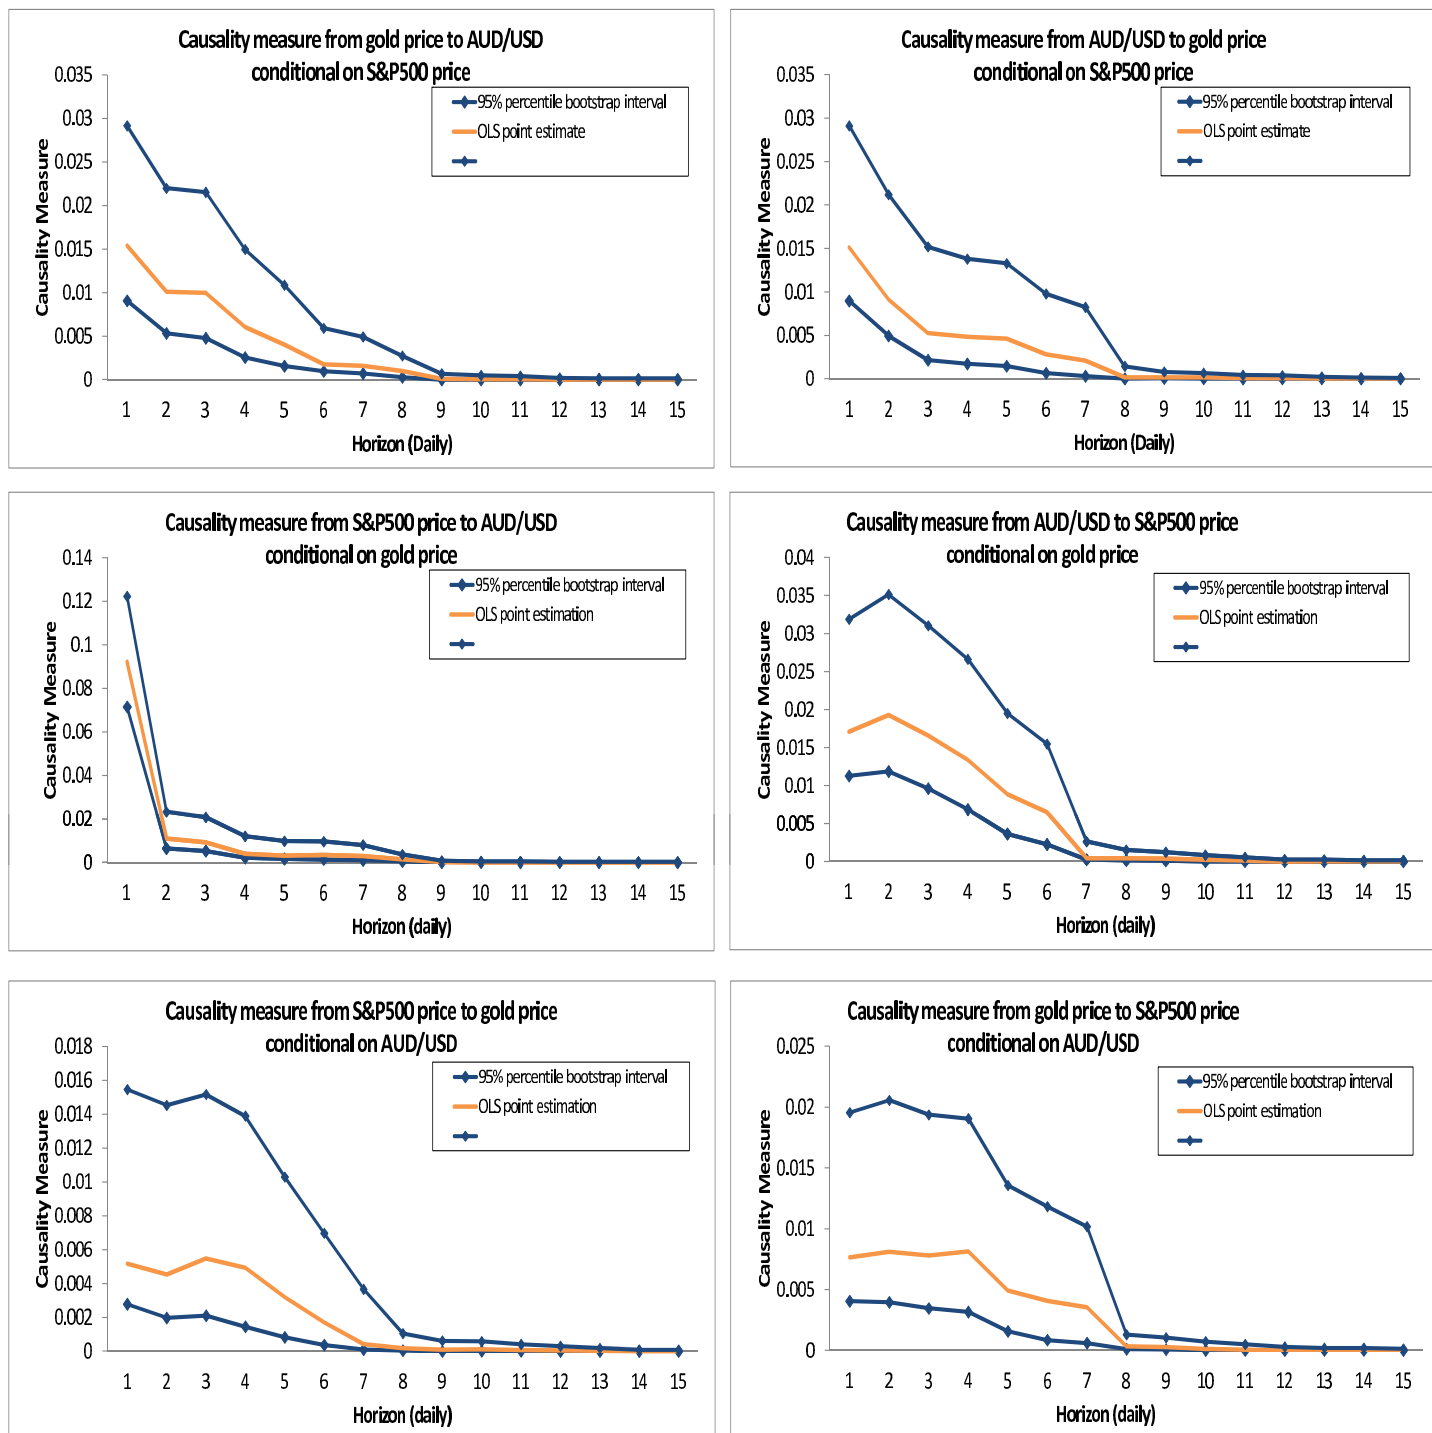 Causality measure from gold price to AUD/USD
conditional on S&P500 price
0.035
0.03
0.025
0.02
0.015
0.01
0.005
0
Causality Measure
95% percentile bootstrap interval
OLS point estimate
1 2 3 4 5 6 7 8 9 10 11 12 13 14 15
Horizon (Daily)
Causality measure from AUD/USD to gold price
conditional on S&P500 price
0.035
0.03
0.025
0.02
0.015
0.01
0.005
0
Causality Measure
95% percentile bootstrap interval
OLS point estimate
1 2 3 4 5 6 7 8 9 10 11 12 13 14 15
Horizon (Daily)
Causality measure from S&P500 price to AUD/USD
conditional on gold price
0.14
0.12
0.1
0.08
0.06
0.04
0.02
0
Causality Measure
95% percentile bootstrap interval
OLS point estimation
1 2 3 4 5 6 7 8 9 10 11 12 13 14 15
Horizon (daily)
Causality measure from AUD/USD to S&P500 price
conditional on gold price
0.04
0.035
0.03
0.025
0.02
0.015
0.01
0.005
0
Causality Measure
95% percentile bootstrap interval
OLS point estimation
1 2 3 4 5 6 7 8 9 10 11 12 13 14 15
Horizon (daily)
Causality measure from S&P500 price to gold price
conditional on AUD/USD
0.018
0.016
0.014
0.012
0.01
0.008
0.006
0.004
0.002
0
Causality Measure
95% percentile bootstrap interval
OLS point estimation
1 2 3 4 5 6 7 8 9 10 11 12 13 14 15
Horizon (daily)
Causality measure from gold price to S&P500 price
conditional on AUD/USD
0.025
0.02
0.015
0.01
0.005
0
Causality Measure
95% percentile bootstrap interval
OLS point estimation
1 2 3 4 5 6 7 8 9 10 11 12 13 14 15
Horizon (daily)